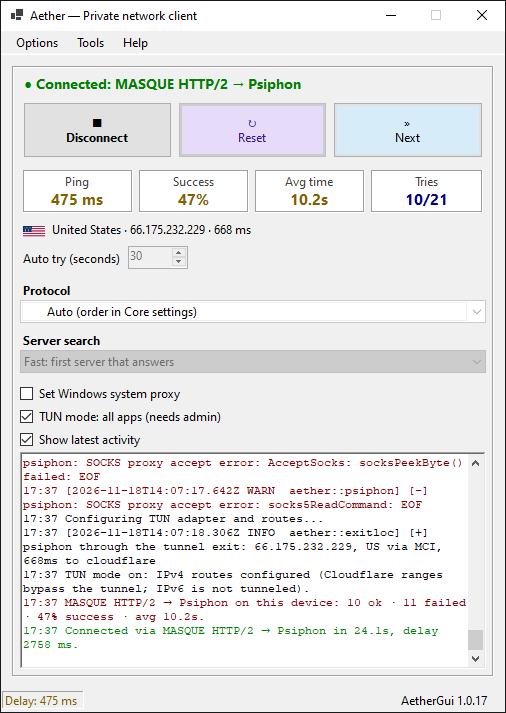 Aether — Private network client
Options Tools Help
● Connected: MASQUE HTTP/2 → Psiphon
■ Disconnect
↻ Reset
» Next
Ping
475 ms
Success
47%
Avg time
10.2s
Tries
10/21
United States · 66.175.232.229 · 668 ms
Auto try (seconds) 30
Protocol
Auto (order in Core settings)
Server search
Fast: first server that answers
Set Windows system proxy
TUN mode: all apps (needs admin)
Show latest activity
psiphon: SOCKS proxy accept error: AcceptSocks: socksPeekByte()
failed: EOF
17:37 [2026-11-18T14:07:17.642Z WARN  aether::psiphon] [-]
psiphon: SOCKS proxy accept error: socks5ReadCommand: EOF
17:37 Configuring TUN adapter and routes...
17:37 [2026-11-18T14:07:18.306Z INFO  aether::exitloc] [+]
psiphon through the tunnel exit: 66.175.232.229, US via MCI,
668ms to cloudflare
17:37 TUN mode on: IPv4 routes configured (Cloudflare ranges
bypass the tunnel; IPv6 is not tunneled).
17:37 MASQUE HTTP/2 → Psiphon on this device: 10 ok · 11 failed
· 47% success · avg 10.2s.
17:37 Connected via MASQUE HTTP/2 → Psiphon in 24.1s, delay
2758 ms.
Delay: 475 ms
AetherGui 1.0.17